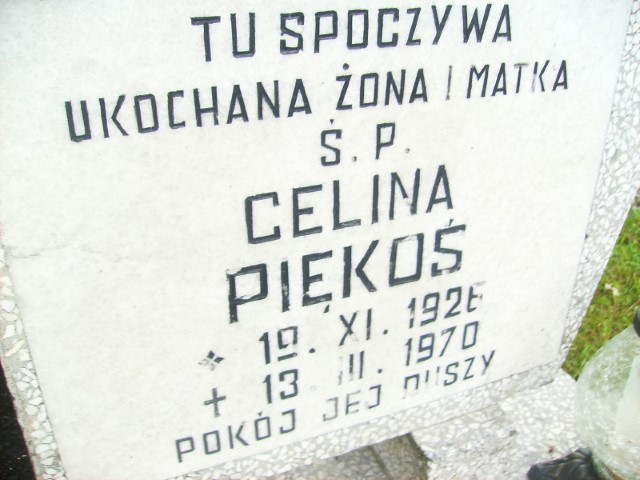 TU SPOCZYWA
UKOCHANA ŻONA I MATKA
Ś. P.
CELINA
PIĘKOŚ
19. XI. 1926
✝ 13. III. 1970
POKÓJ JEJ DUSZY